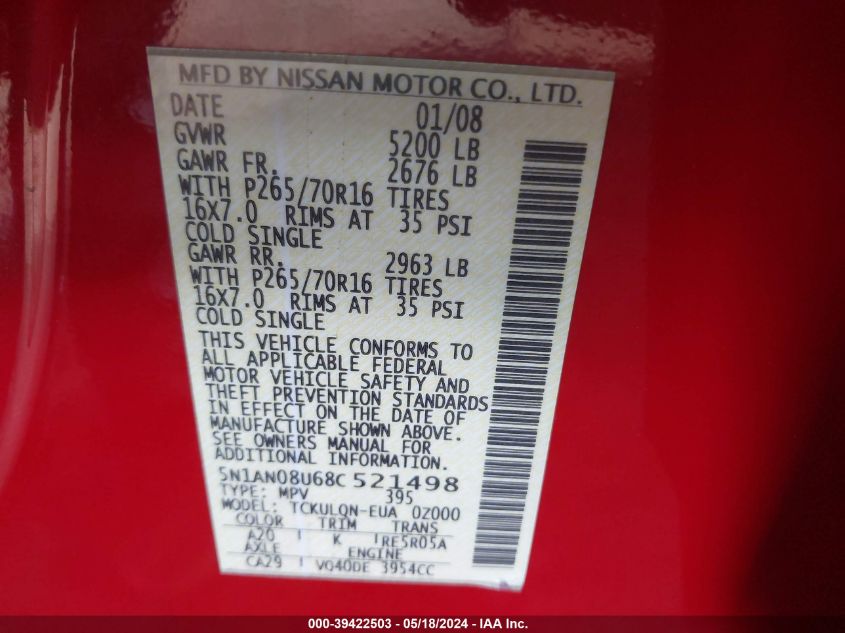 MFD BY NISSAN MOTOR CO., LTD.
DATE 01/08
GVWR 5200 LB
GAWR FR. 2676 LB
WITH P265/70R16 TIRES
16X7.0 RIMS AT 35 PSI
COLD SINGLE
GAWR RR. 2963 LB
WITH P265/70R16 TIRES
16X7.0 RIMS AT 35 PSI
COLD SINGLE
THIS VEHICLE CONFORMS TO
ALL APPLICABLE FEDERAL
MOTOR VEHICLE SAFETY AND
THEFT PREVENTION STANDARDS
IN EFFECT ON THE DATE OF
MANUFACTURE SHOWN ABOVE.
SEE OWNERS MANUAL FOR
ADDITIONAL INFORMATION.
5N1AN08U68C521498
TYPE: MPV 395
MODEL: TCKULQN-EUA 0Z000
COLOR TRIM TRANS
A20 K RE5R05A
AXLE ENGINE
CA29 VQ40DE 3954CC
000-39422503 - 05/18/2024 - IAA Inc.